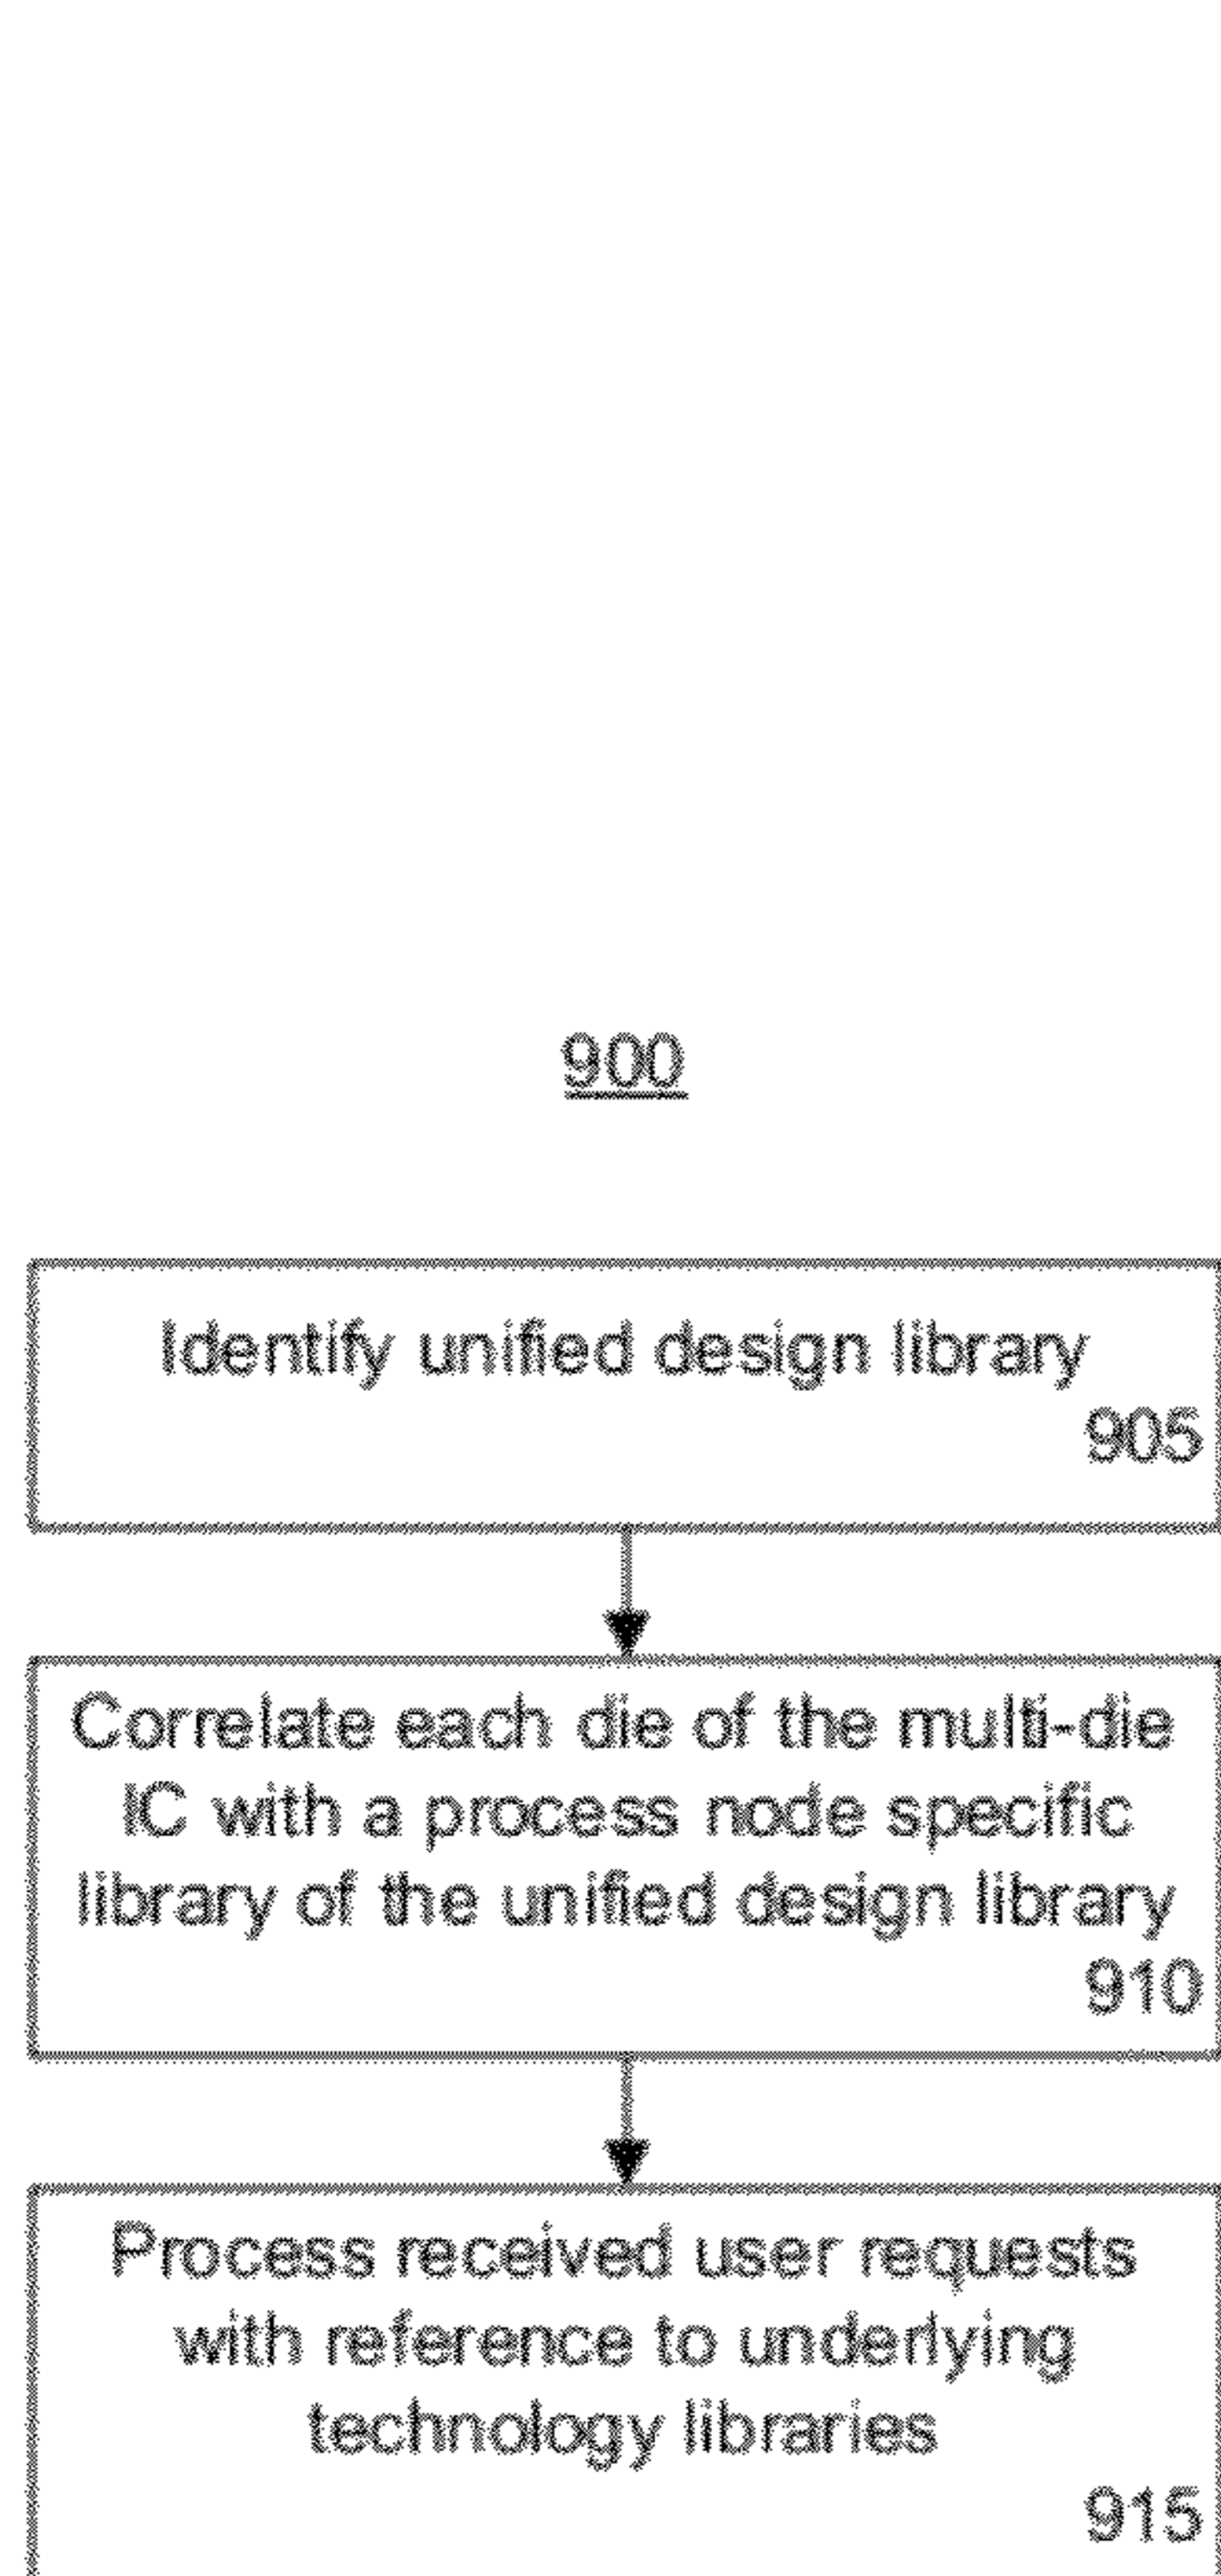 900
Identify unified design library
905
Correlate each die of the multi-die
IC with a process node specific
library of the unified design library
910
Process received user requests
with reference to underlying
technology libraries
915